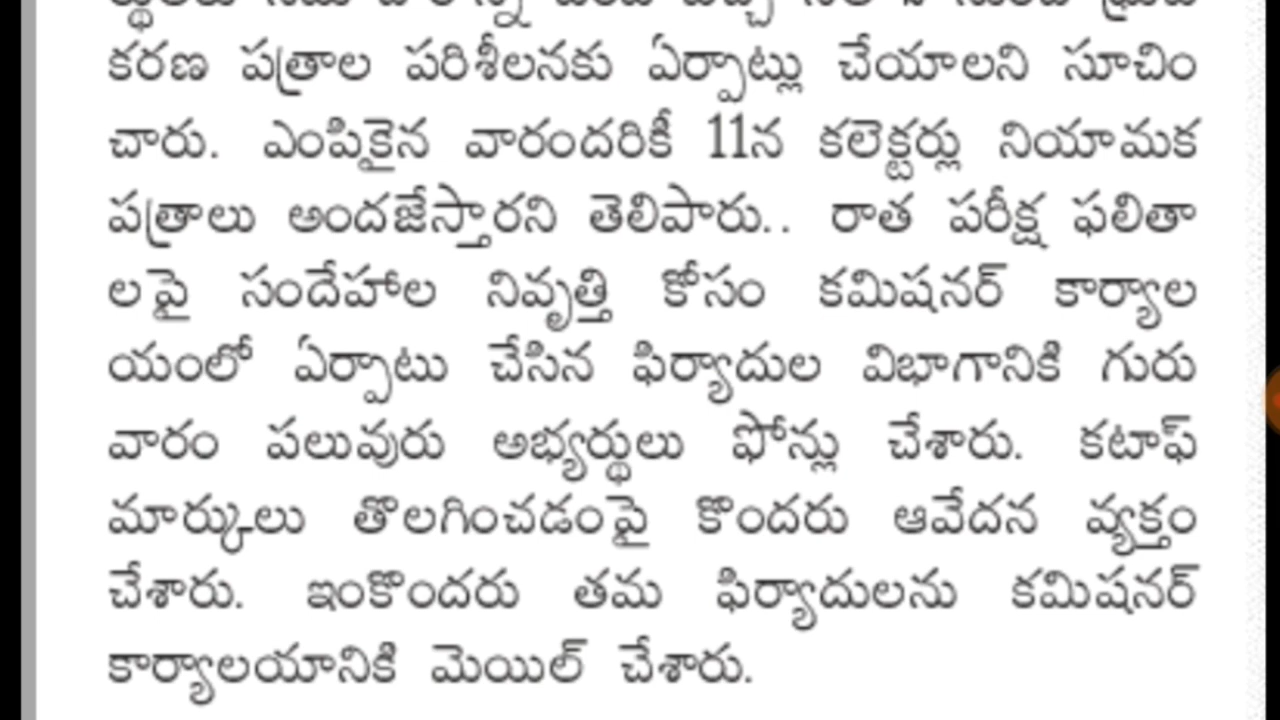 కరణ పత్రాల పరిశీలనకు ఏర్పాట్లు చేయాలని సూచిం
చారు. ఎంపికైన వారందరికీ 11న కలెక్టర్లు నియామక
పత్రాలు అందజేస్తారని తెలిపారు.. రాత పరీక్ష ఫలితా
లపై సందేహాల నివృత్తి కోసం కమిషనర్ కార్యాల
యంలో ఏర్పాటు చేసిన ఫిర్యాదుల విభాగానికి గురు
వారం పలువురు అభ్యర్థులు ఫోన్లు చేశారు. కటాఫ్
మార్కులు తొలగించడంపై కొందరు ఆవేదన వ్యక్తం
చేశారు. ఇంకొందరు తమ ఫిర్యాదులను కమిషనర్
కార్యాలయానికి మెయిల్ చేశారు.